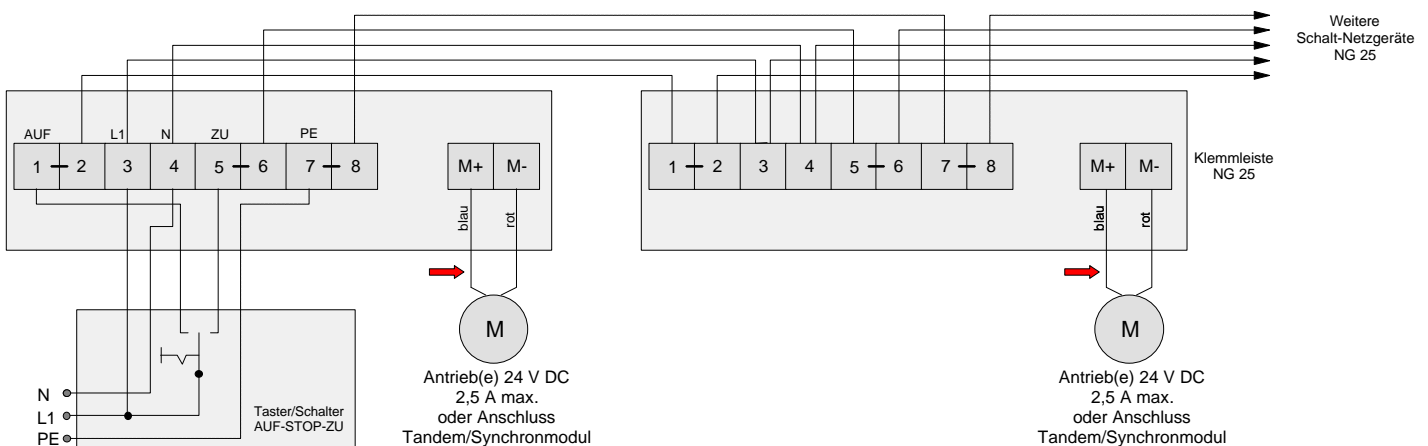 Weitere
Schalt-Netzgeräte
NG 25
AUF L1 N ZU PE
1 2 3 4 5 6 7 8 M+ M-
blau rot
1 2 3 4 5 6 7 8 M+ M-
blau rot
Klemmleiste
NG 25
M
M
Antrieb(e) 24 V DC
2,5 A max.
oder Anschluss
Tandem/Synchronmodul
Antrieb(e) 24 V DC
2,5 A max.
oder Anschluss
Tandem/Synchronmodul
N
L1
PE
Taster/Schalter
AUF-STOP-ZU